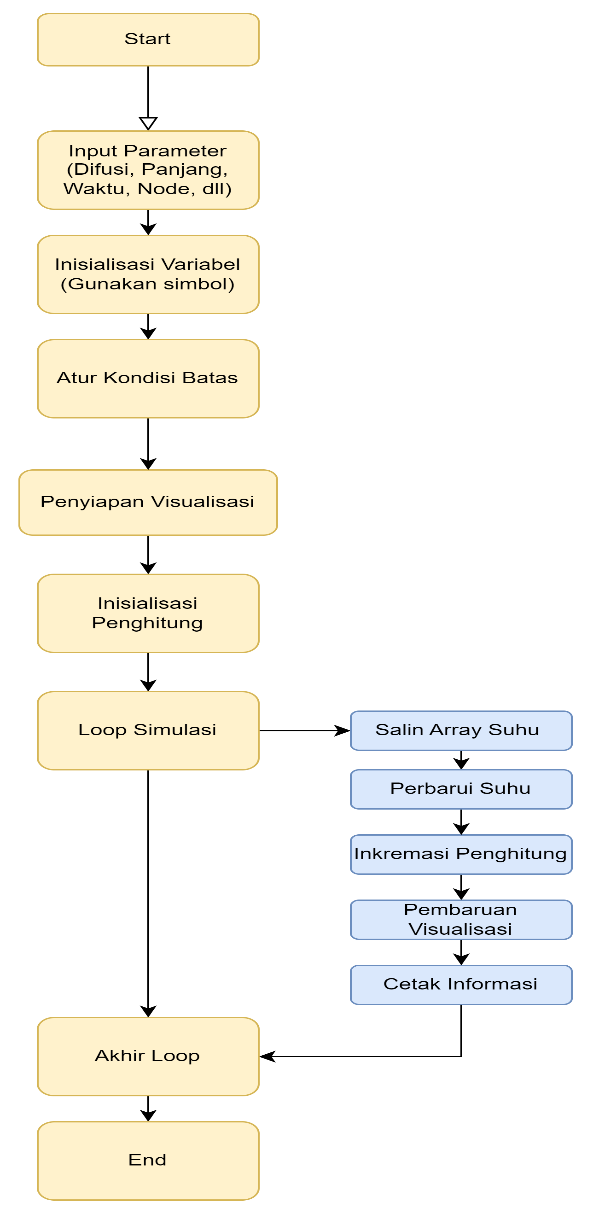 Start
Input Parameter
(Difusi, Panjang,
Waktu, Node, dll)
Inisialisasi Variabel
(Gunakan simbol)
Atur Kondisi Batas
Penyiapan Visualisasi
Inisialisasi
Penghitung
Loop Simulasi
Salin Array Suhu
Perbarui Suhu
Inkremasi Penghitung
Pembaruan
Visualisasi
Cetak Informasi
Akhir Loop
End